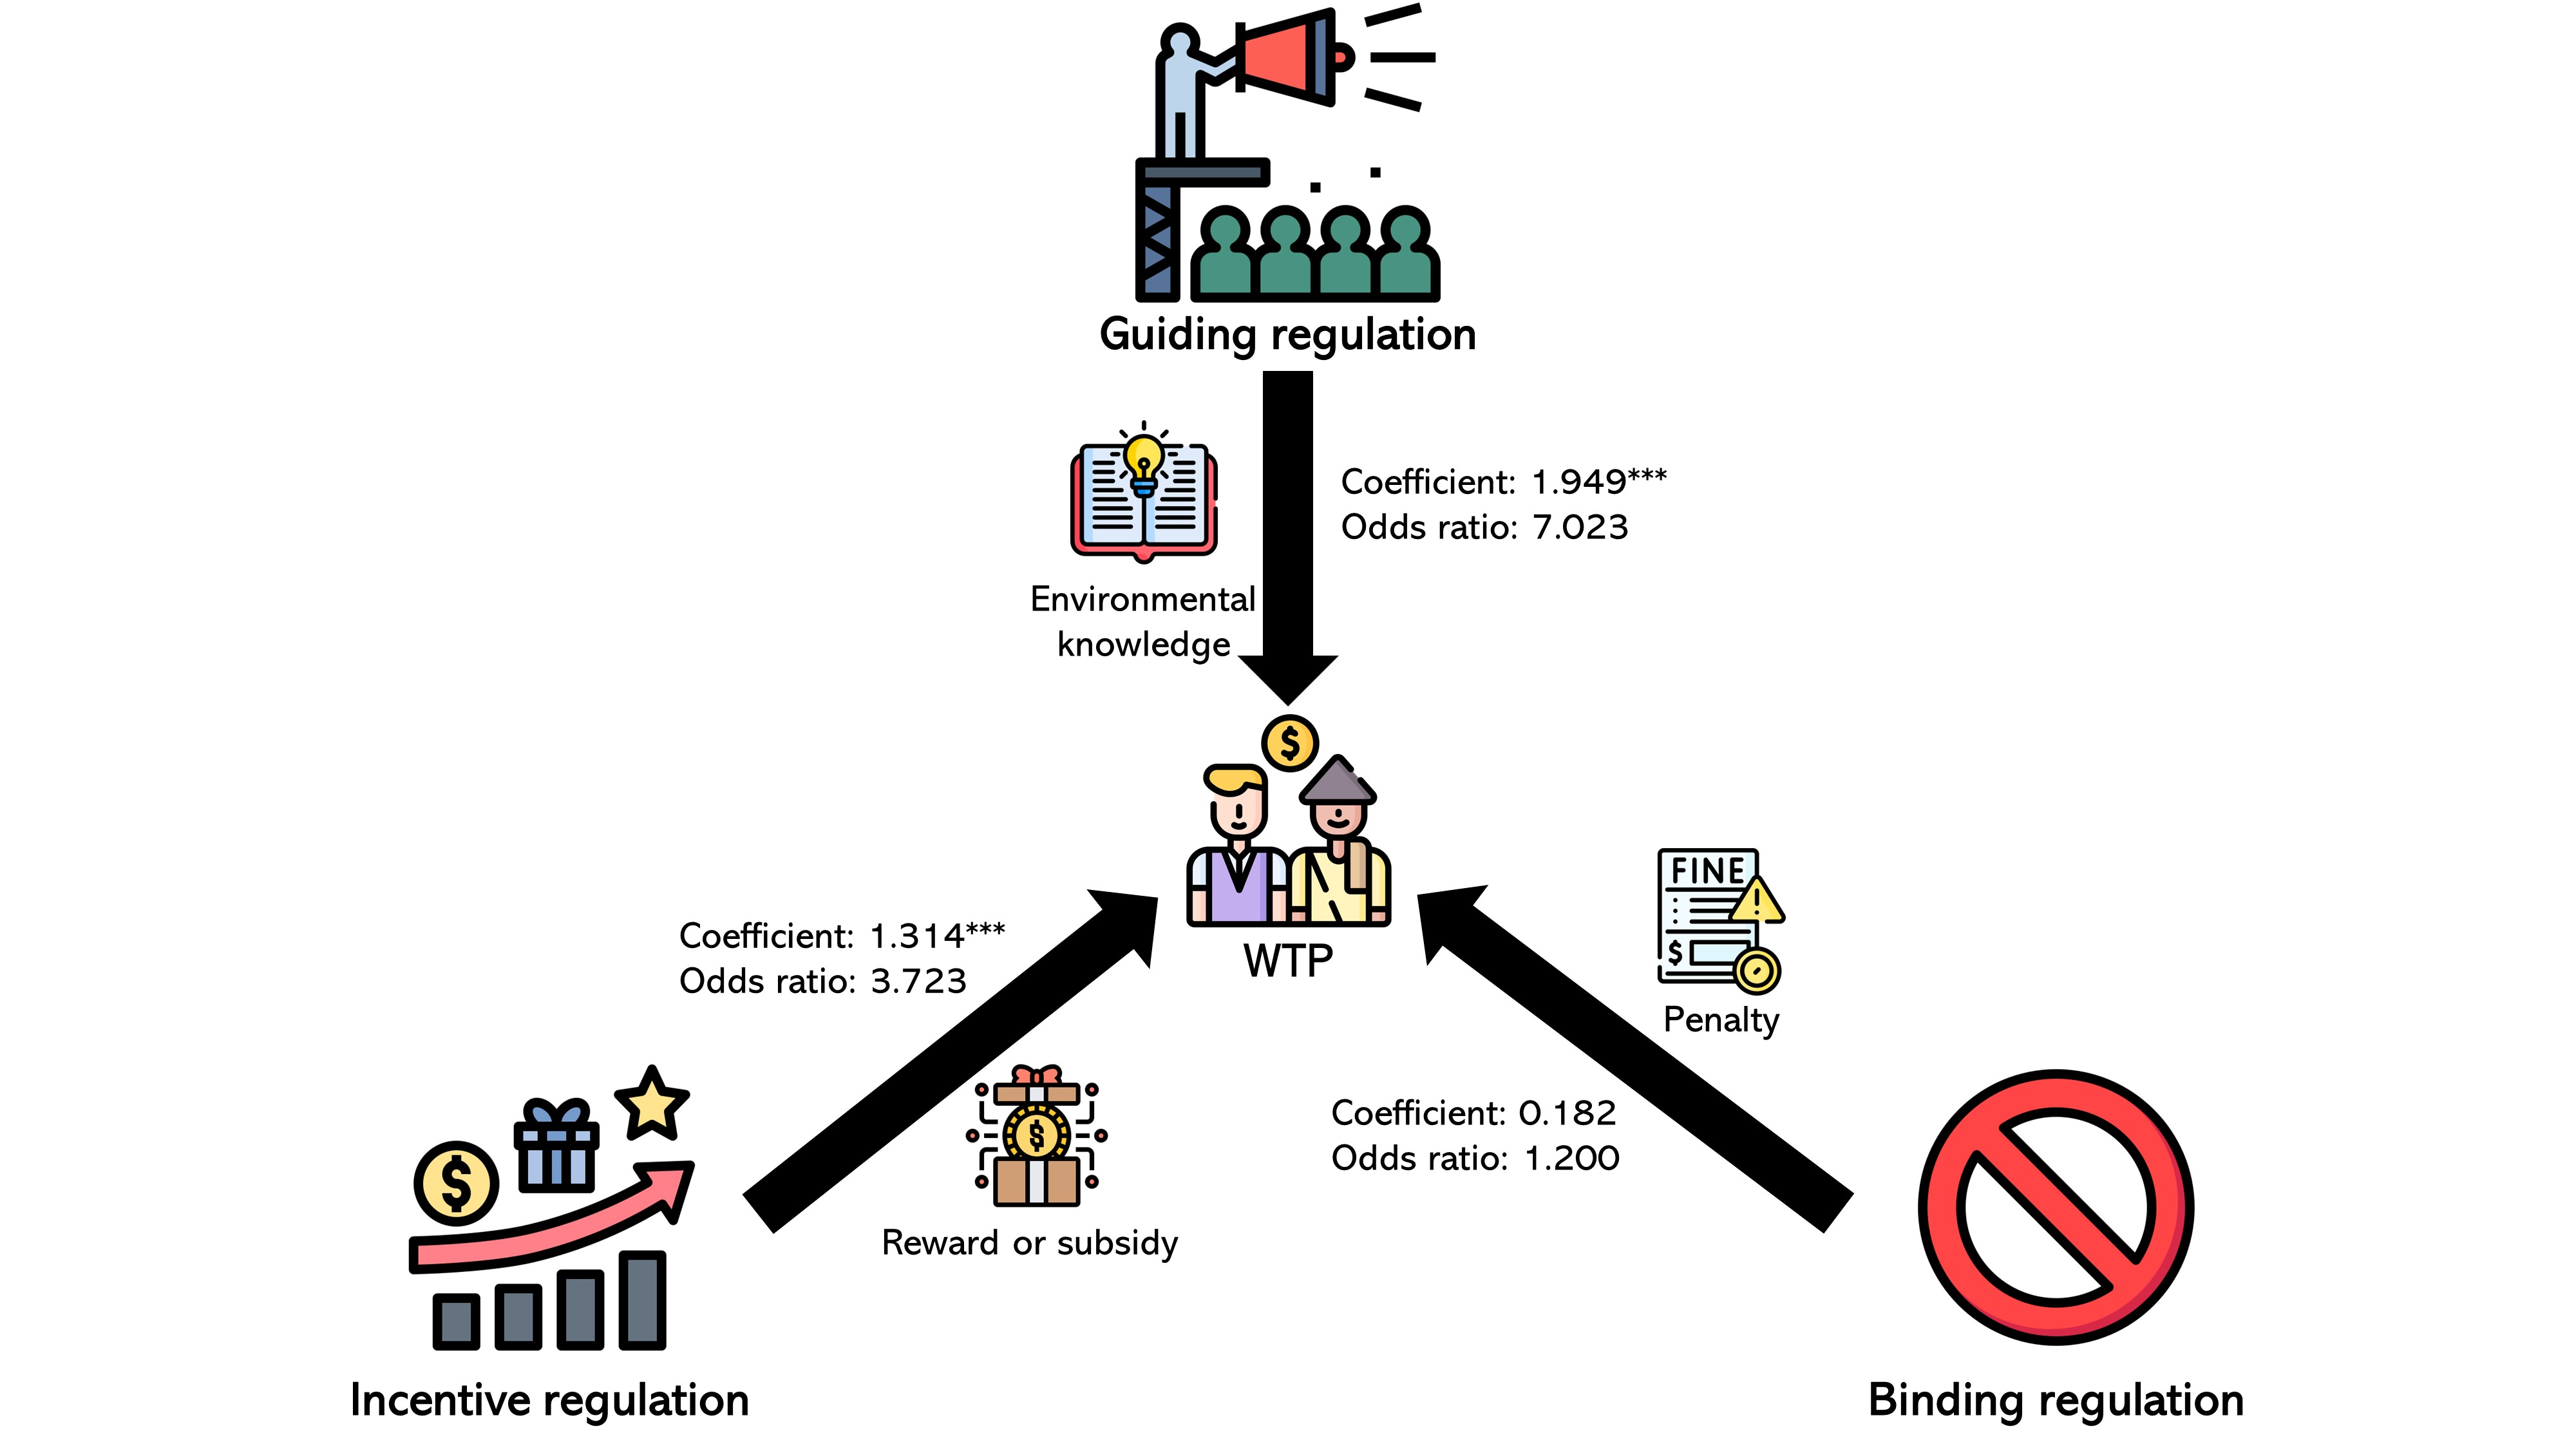 Guiding regulation
Coefficient: 1.949***
Odds ratio: 7.023
Environmental
knowledge
$
WTP
Coefficient: 1.314***
Odds ratio: 3.723
FINE
$
Penalty
$
Reward or subsidy
Coefficient: 0.182
Odds ratio: 1.200
$
Incentive regulation
Binding regulation